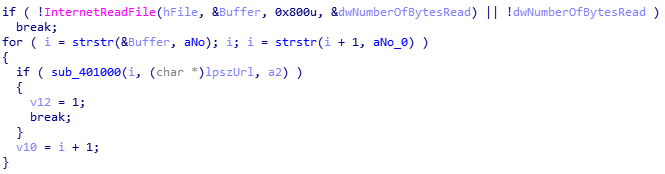 if ( !InternetReadFile(hFile, &Buffer, 0x800u, &dwNumberOfBytesRead) || !dwNumberOfBytesRead )
  break;
for ( i = strstr(&Buffer, aNo); i; i = strstr(i + 1, aNo_0) )
{
  if ( sub_401000(i, (char *)lpszUrl, a2) )
  {
    v12 = 1;
    break;
  }
  v10 = i + 1;
}